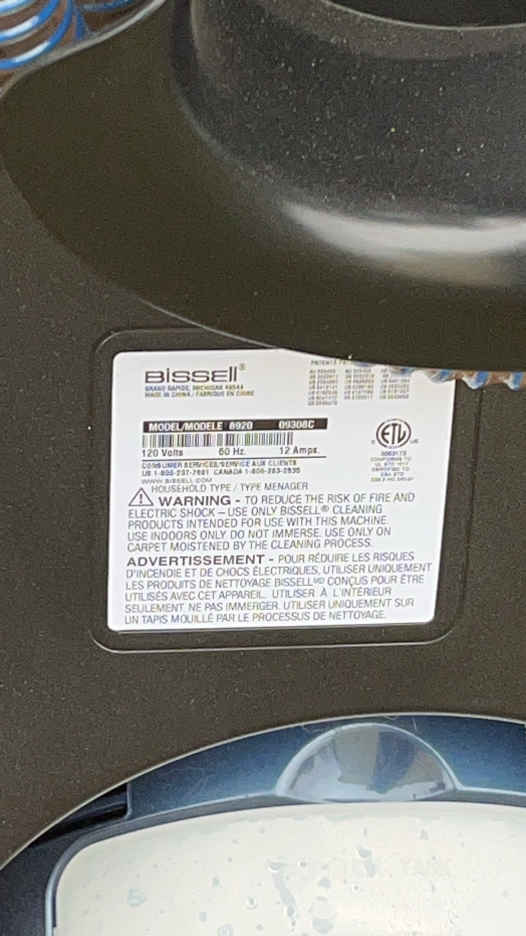 BISSELL®
GRAND RAPIDS, MICHIGAN 49544
MADE IN CHINA / FABRIQUE EN CHINE
MODEL/MODELE 8920 09308C
120 Volts 60 Hz. 12 Amps.
CONSUMER SERVICES/SERVICE AUX CLIENTS
US 1-800-237-7691 CANADA 1-800-263-2535
WWW.BISSELL.COM
HOUSEHOLD TYPE / TYPE MENAGER
WARNING - TO REDUCE THE RISK OF FIRE AND
ELECTRIC SHOCK – USE ONLY BISSELL® CLEANING
PRODUCTS INTENDED FOR USE WITH THIS MACHINE.
USE INDOORS ONLY DO NOT IMMERSE. USE ONLY ON
CARPET MOISTENED BY THE CLEANING PROCESS.
ADVERTISSEMENT - POUR RÉDUIRE LES RISQUES
D'INCENDIE ET DE CHOCS ÉLECTRIQUES, UTILISER UNIQUEMENT
LES PRODUITS DE NETTOYAGE BISSELL MD CONÇUS POUR ÊTRE
UTILISÉS AVEC CET APPAREIL. UTILISER À L'INTÉRIEUR
SEULEMENT. NE PAS IMMERGER. UTILISER UNIQUEMENT SUR
UN TAPIS MOUILLÉ PAR LE PROCESSUS DE NETTOYAGE.
PATENTS
ETL
US
CONFORMS TO
CERTIFIED TO